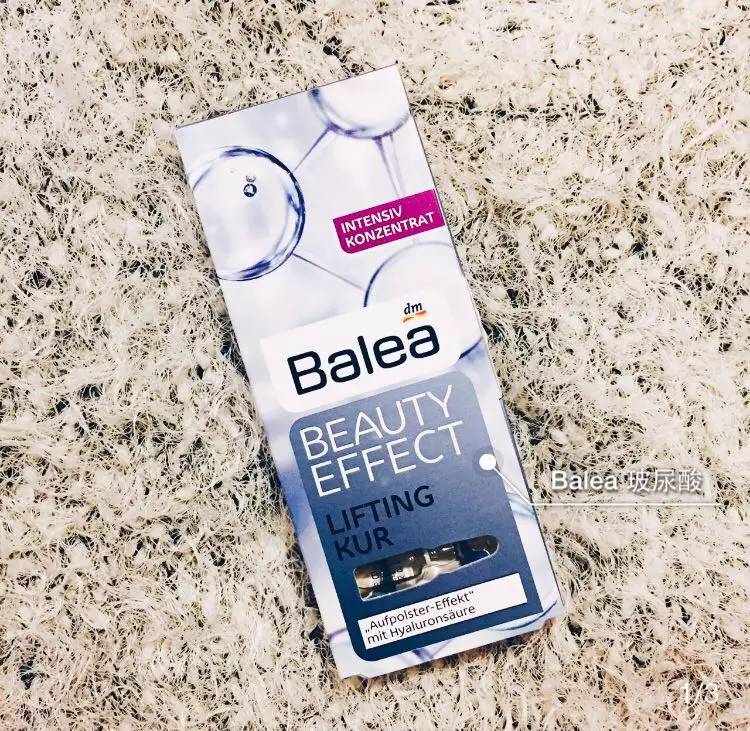 INTENSIV
KONZENTRAT
dm
Balea
BEAUTY
EFFECT
LIFTING
KUR
„Aufpolster-Effekt“
mit Hyaluronsäure
Balea 玻尿酸
1/3